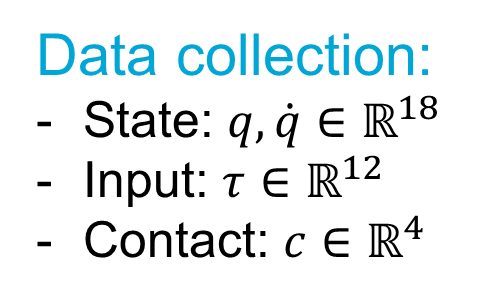 Data collection:
- State: q, q̇ ∈ ℝ¹⁸
- Input: τ ∈ ℝ¹²
- Contact: c ∈ ℝ⁴